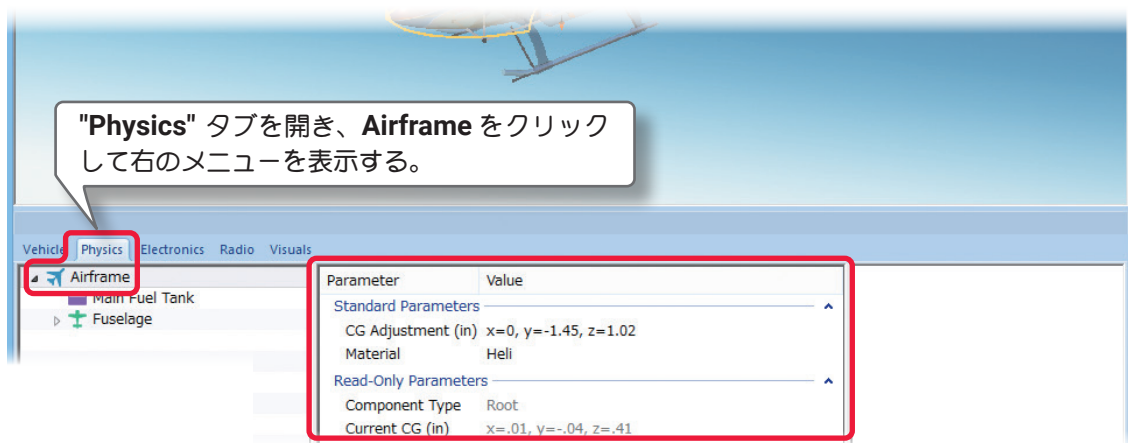 "Physics" タブを開き、Airframe をクリック
して右のメニューを表示する。
Vehicle Physics Electronics Radio Visuals
Airframe
Main Fuel Tank
Fuselage
Parameter Value
Standard Parameters
CG Adjustment (in) x=0, y=-1.45, z=1.02
Material Heli
Read-Only Parameters
Component Type Root
Current CG (in) x=.01, y=-.04, z=.41